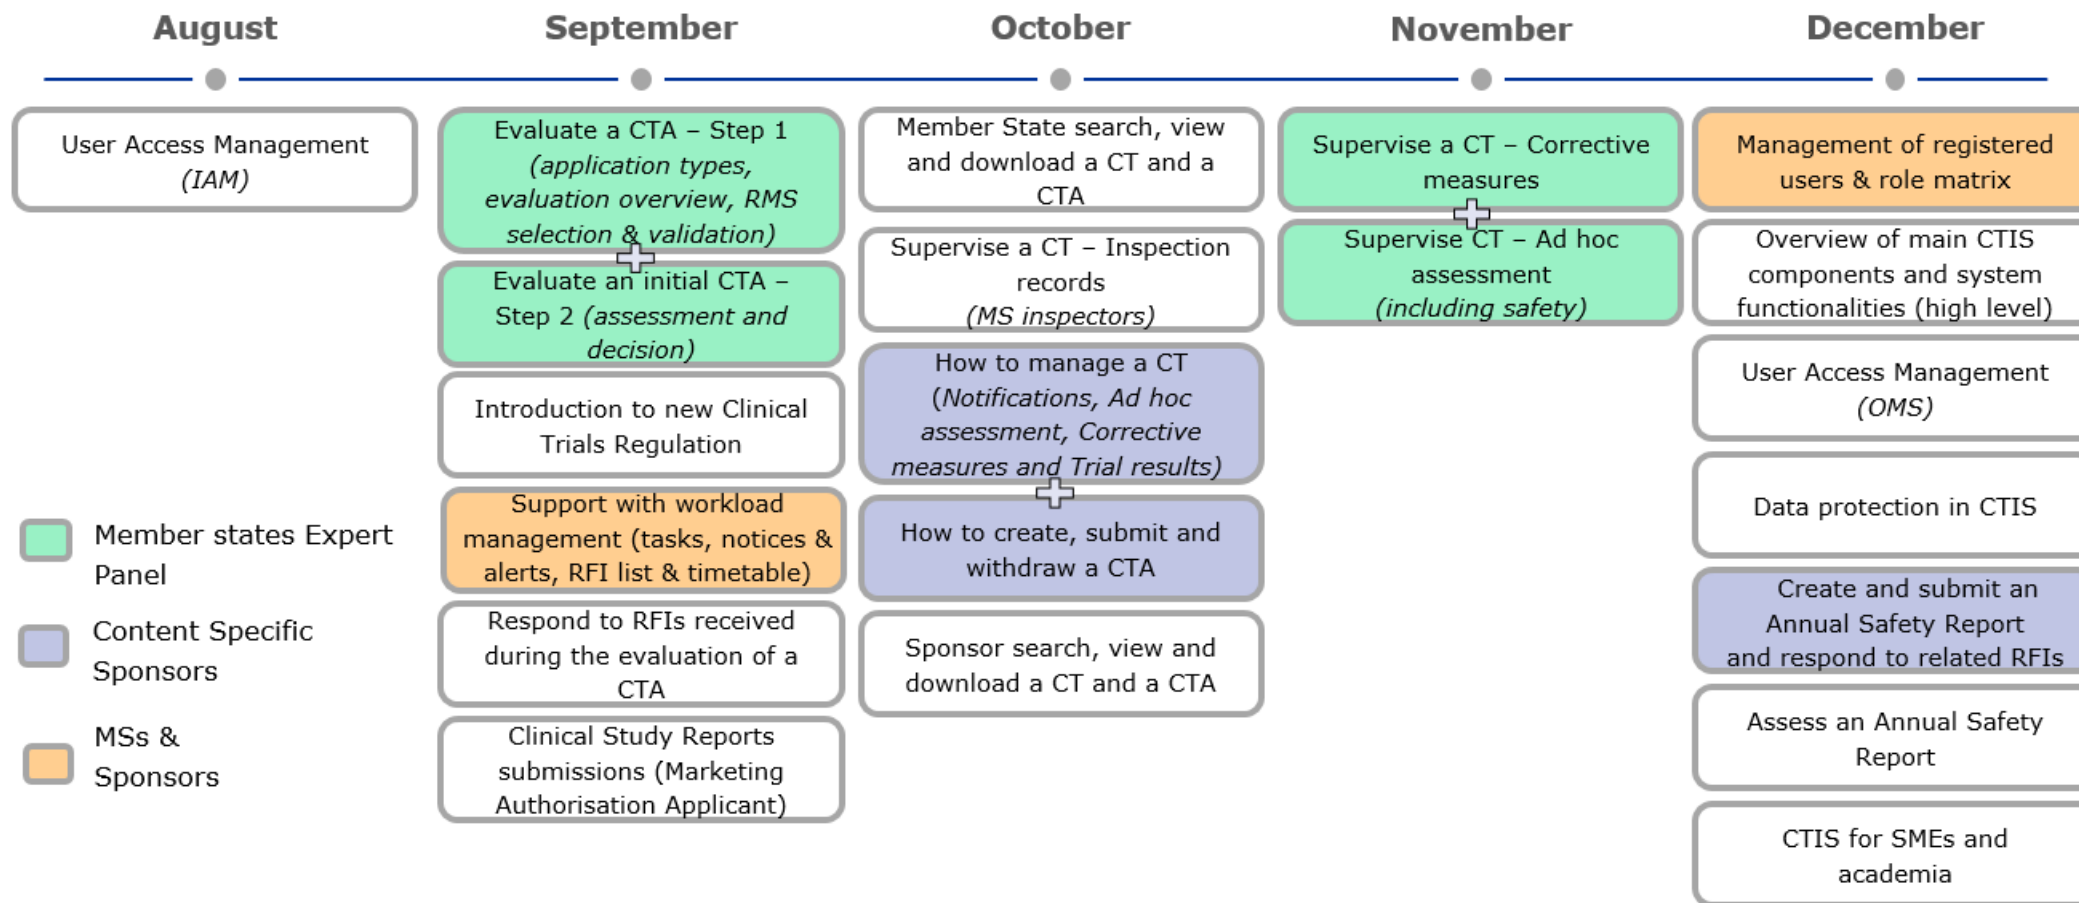 August
September
October
November
December
User Access Management
(IAM)
Evaluate a CTA – Step 1
(application types,
evaluation overview, RMS
selection & validation)
Evaluate an initial CTA –
Step 2 (assessment and
decision)
Introduction to new Clinical
Trials Regulation
Support with workload
management (tasks, notices &
alerts, RFI list & timetable)
Respond to RFIs received
during the evaluation of a
CTA
Clinical Study Reports
submissions (Marketing
Authorisation Applicant)
Member State search, view
and download a CT and a
CTA
Supervise a CT – Inspection
records
(MS inspectors)
How to manage a CT
(Notifications, Ad hoc
assessment, Corrective
measures and Trial results)
How to create, submit and
withdraw a CTA
Sponsor search, view and
download a CT and a CTA
Supervise a CT – Corrective
measures
Supervise CT – Ad hoc
assessment
(including safety)
Management of registered
users & role matrix
Overview of main CTIS
components and system
functionalities (high level)
User Access Management
(OMS)
Data protection in CTIS
Create and submit an
Annual Safety Report
and respond to related RFIs
Assess an Annual Safety
Report
CTIS for SMEs and
academia
Member states Expert
Panel
Content Specific
Sponsors
MSs &
Sponsors